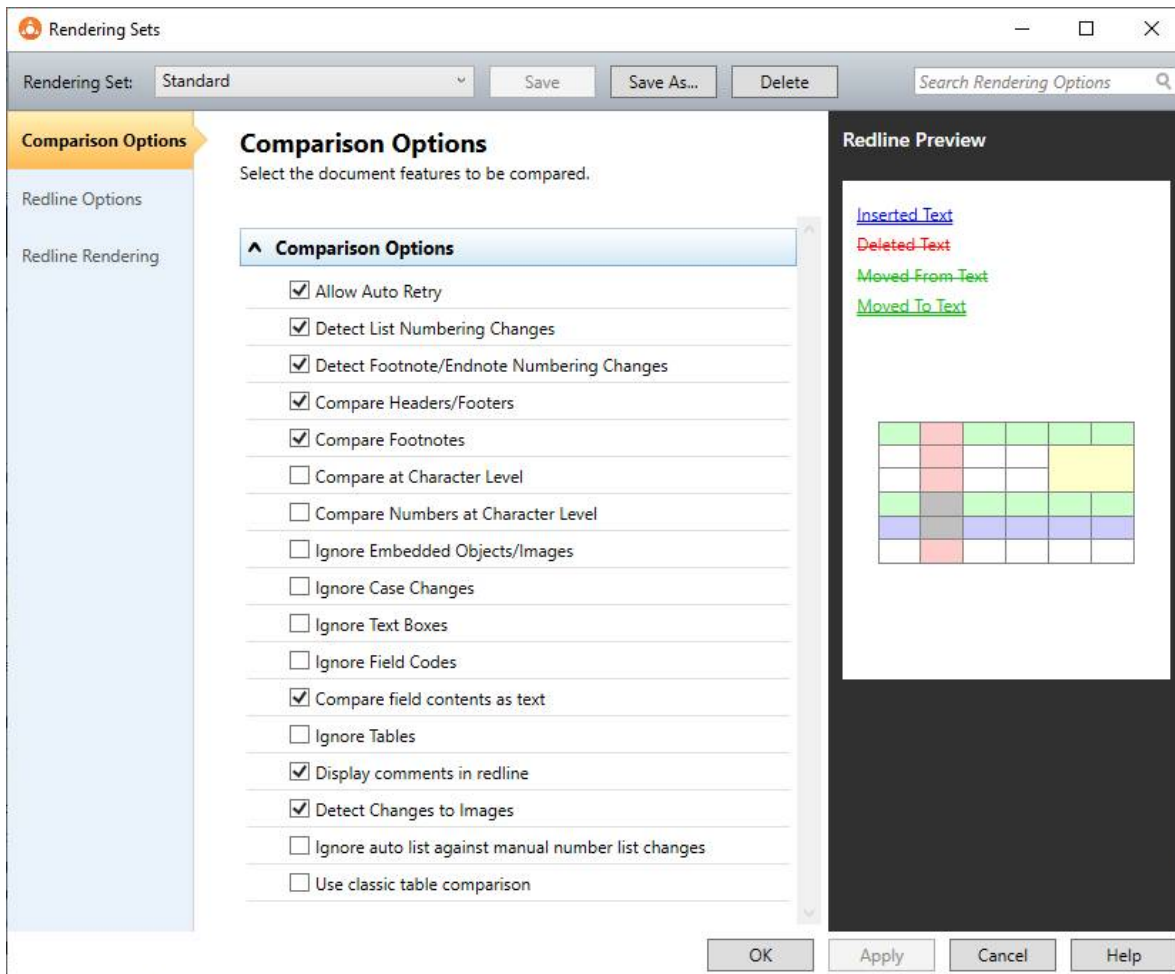 Rendering Sets
Rendering Set: Standard Save Save As... Delete Search Rendering Options
Comparison Options
Redline Options
Redline Rendering
Comparison Options
Select the document features to be compared.
Comparison Options
Allow Auto Retry
Detect List Numbering Changes
Detect Footnote/Endnote Numbering Changes
Compare Headers/Footers
Compare Footnotes
Compare at Character Level
Compare Numbers at Character Level
Ignore Embedded Objects/Images
Ignore Case Changes
Ignore Text Boxes
Ignore Field Codes
Compare field contents as text
Ignore Tables
Display comments in redline
Detect Changes to Images
Ignore auto list against manual number list changes
Use classic table comparison
Redline Preview
Inserted Text
Deleted Text
Moved From Text
Moved To Text
OK Apply Cancel Help